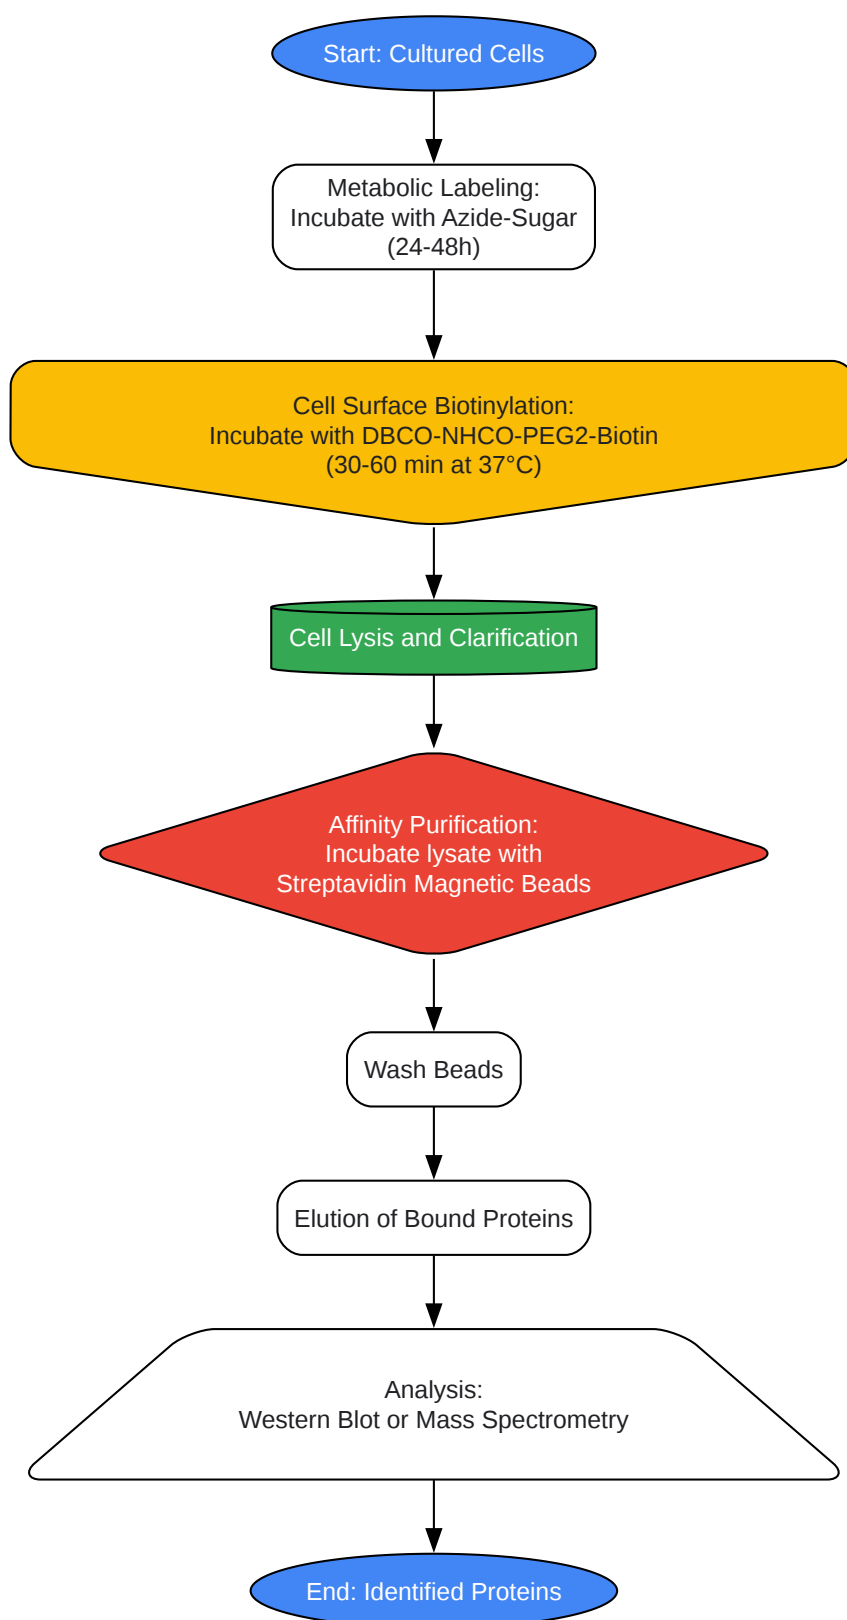 Start: Cultured Cells
Metabolic Labeling:
Incubate with Azide-Sugar
(24-48h)
Cell Surface Biotinylation:
Incubate with DBCO-NHCO-PEG2-Biotin
(30-60 min at 37°C)
Cell Lysis and Clarification
Affinity Purification:
Incubate lysate with
Streptavidin Magnetic Beads
Wash Beads
Elution of Bound Proteins
Analysis:
Western Blot or Mass Spectrometry
End: Identified Proteins